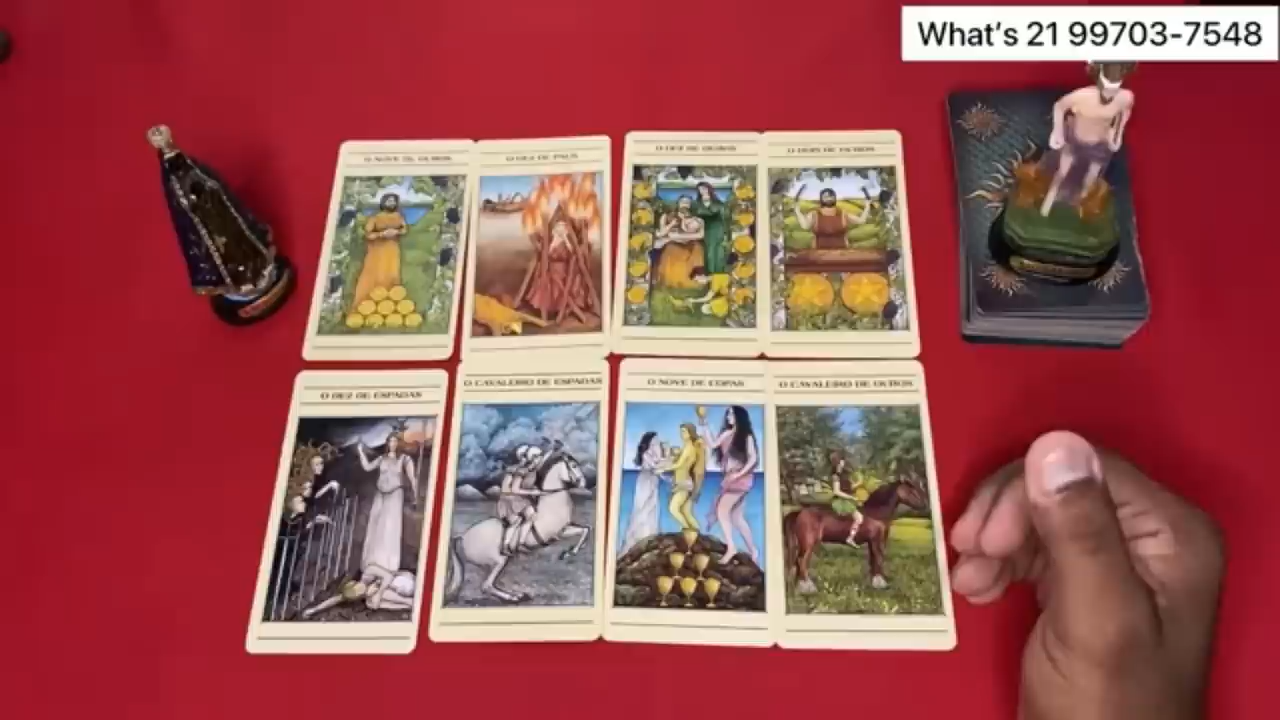 What's 21 99703-7548
O NOVE DE OUROS
O DEZ DE PAUS
O DEZ DE OUROS
O DOIS DE OUROS
O DEZ DE ESPADAS
O CAVALEIRO DE ESPADAS
O NOVE DE COPAS
O CAVALEIRO DE OUROS